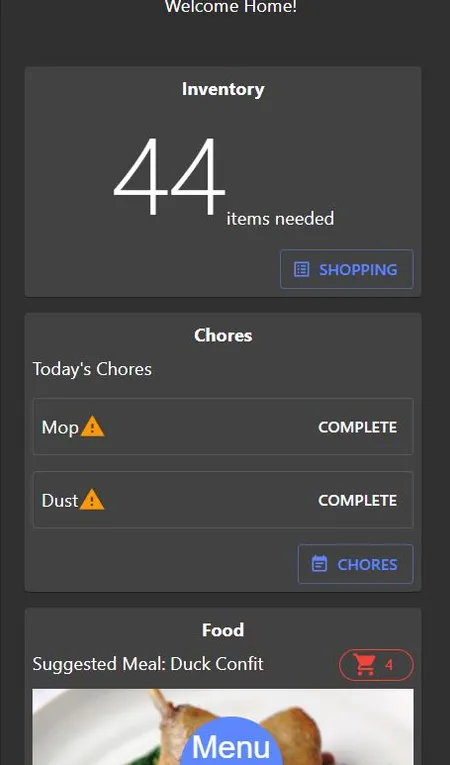 Welcome Home!
Inventory
44 items needed
SHOPPING
Chores
Today's Chores
Mop COMPLETE
Dust COMPLETE
CHORES
Food
Suggested Meal: Duck Confit 4
Menu